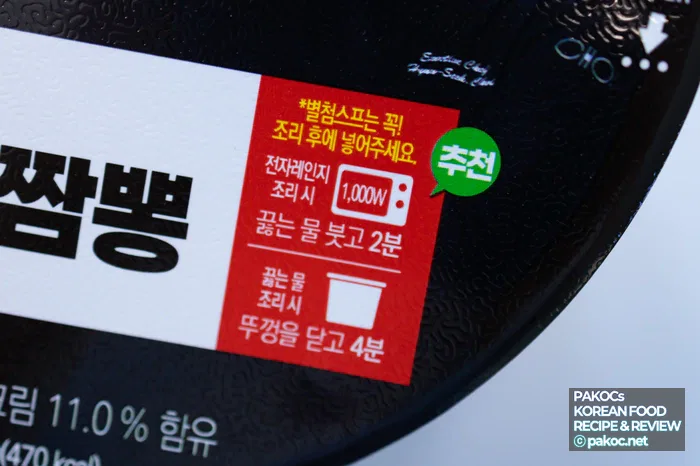 *별첨스프는 꼭!
조리 후에 넣어주세요.
추천
전자레인지
조리 시
1,000W
끓는 물 붓고 2분
짬뽕
끓는 물
조리 시
뚜껑을 닫고 4분
크림 11.0 % 함유
(470 kcal)
PAKOCs
KOREAN FOOD
RECIPE & REVIEW
© pakoc.net